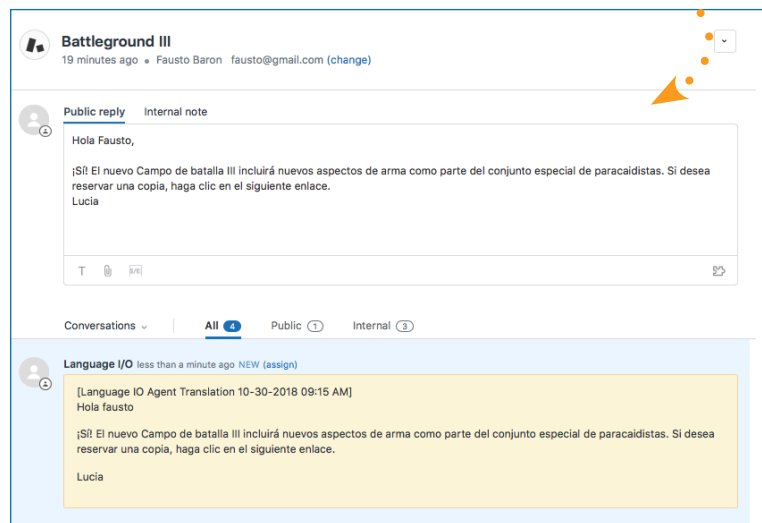 Battleground III
19 minutes ago • Fausto Baron fausto@gmail.com (change)
Public reply Internal note
Hola Fausto,
¡Sí! El nuevo Campo de batalla III incluirá nuevos aspectos de arma como parte del conjunto especial de paracaidistas. Si desea
reservar una copia, haga clic en el siguiente enlace.
Lucia
T
Conversations All 4 Public 1 Internal 3
Language I/O less than a minute ago NEW (assign)
[Language IO Agent Translation 10-30-2018 09:15 AM]
Hola fausto
¡Sí! El nuevo Campo de batalla III incluirá nuevos aspectos de arma como parte del conjunto especial de paracaidistas. Si desea
reservar una copia, haga clic en el siguiente enlace.
Lucia